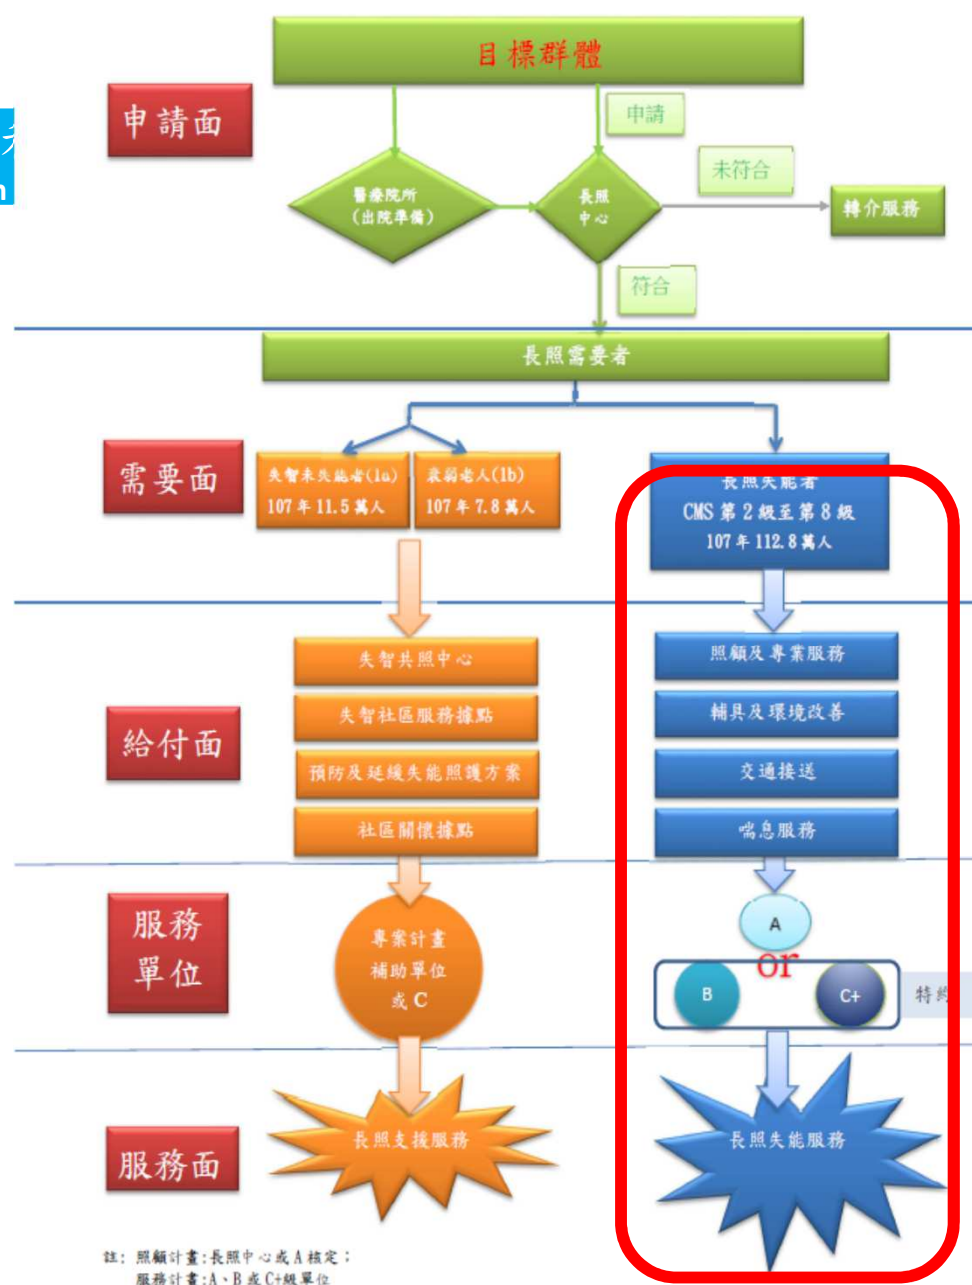 目標群體
申請面
申請
未符合
醫療院所
(出院準備)
長照
中心
轉介服務
符合
長照需要者
需要面
失智未失能者(1a)
107年11.5萬人
衰弱老人(1b)
107年7.8萬人
長照失能者
CMS 第2級至第8級
107年112.8萬人
給付面
失智共照中心
失智社區服務據點
預防及延緩失能照護方案
社區關懷據點
照顧及專業服務
輔具及環境改善
交通接送
喘息服務
服務
單位
專案計畫
補助單位
或 C
A
or
B
C+
特約
服務面
長照支援服務
長照失能服務
註: 照顧計畫:長照中心或A核定；
服務計畫:A、B或C+級單位